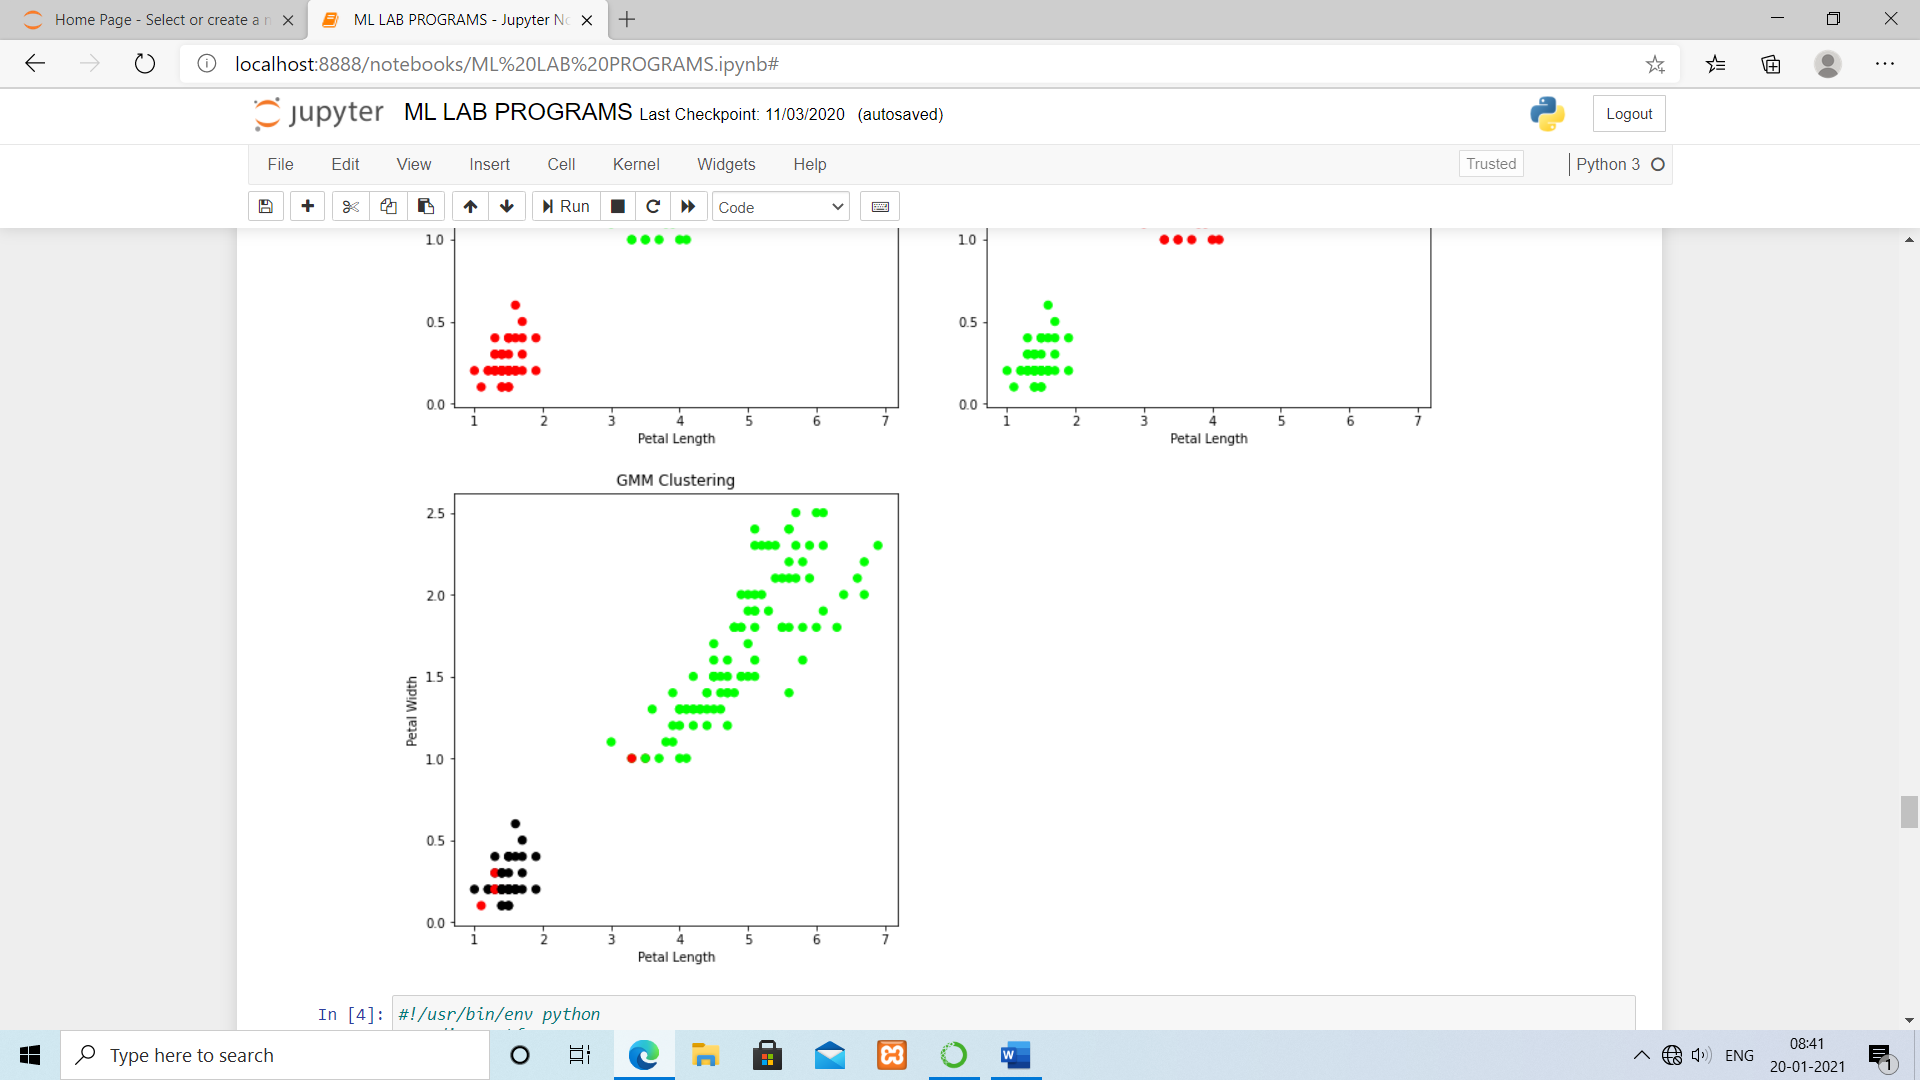 Home Page - Select or create a n
ML LAB PROGRAMS - Jupyter No
localhost:8888/notebooks/ML%20LAB%20PROGRAMS.ipynb#
jupyter ML LAB PROGRAMS Last Checkpoint: 11/03/2020 (autosaved)
Logout
File Edit View Insert Cell Kernel Widgets Help
Trusted
Python 3
Run
Code
1.0
0.5
0.0
1 2 3 4 5 6 7
Petal Length
1.0
0.5
0.0
1 2 3 4 5 6 7
Petal Length
GMM Clustering
2.5
2.0
1.5
1.0
0.5
0.0
Petal Width
1 2 3 4 5 6 7
Petal Length
In [4]: #!/usr/bin/env python
Type here to search
W
ENG
08:41
20-01-2021
1